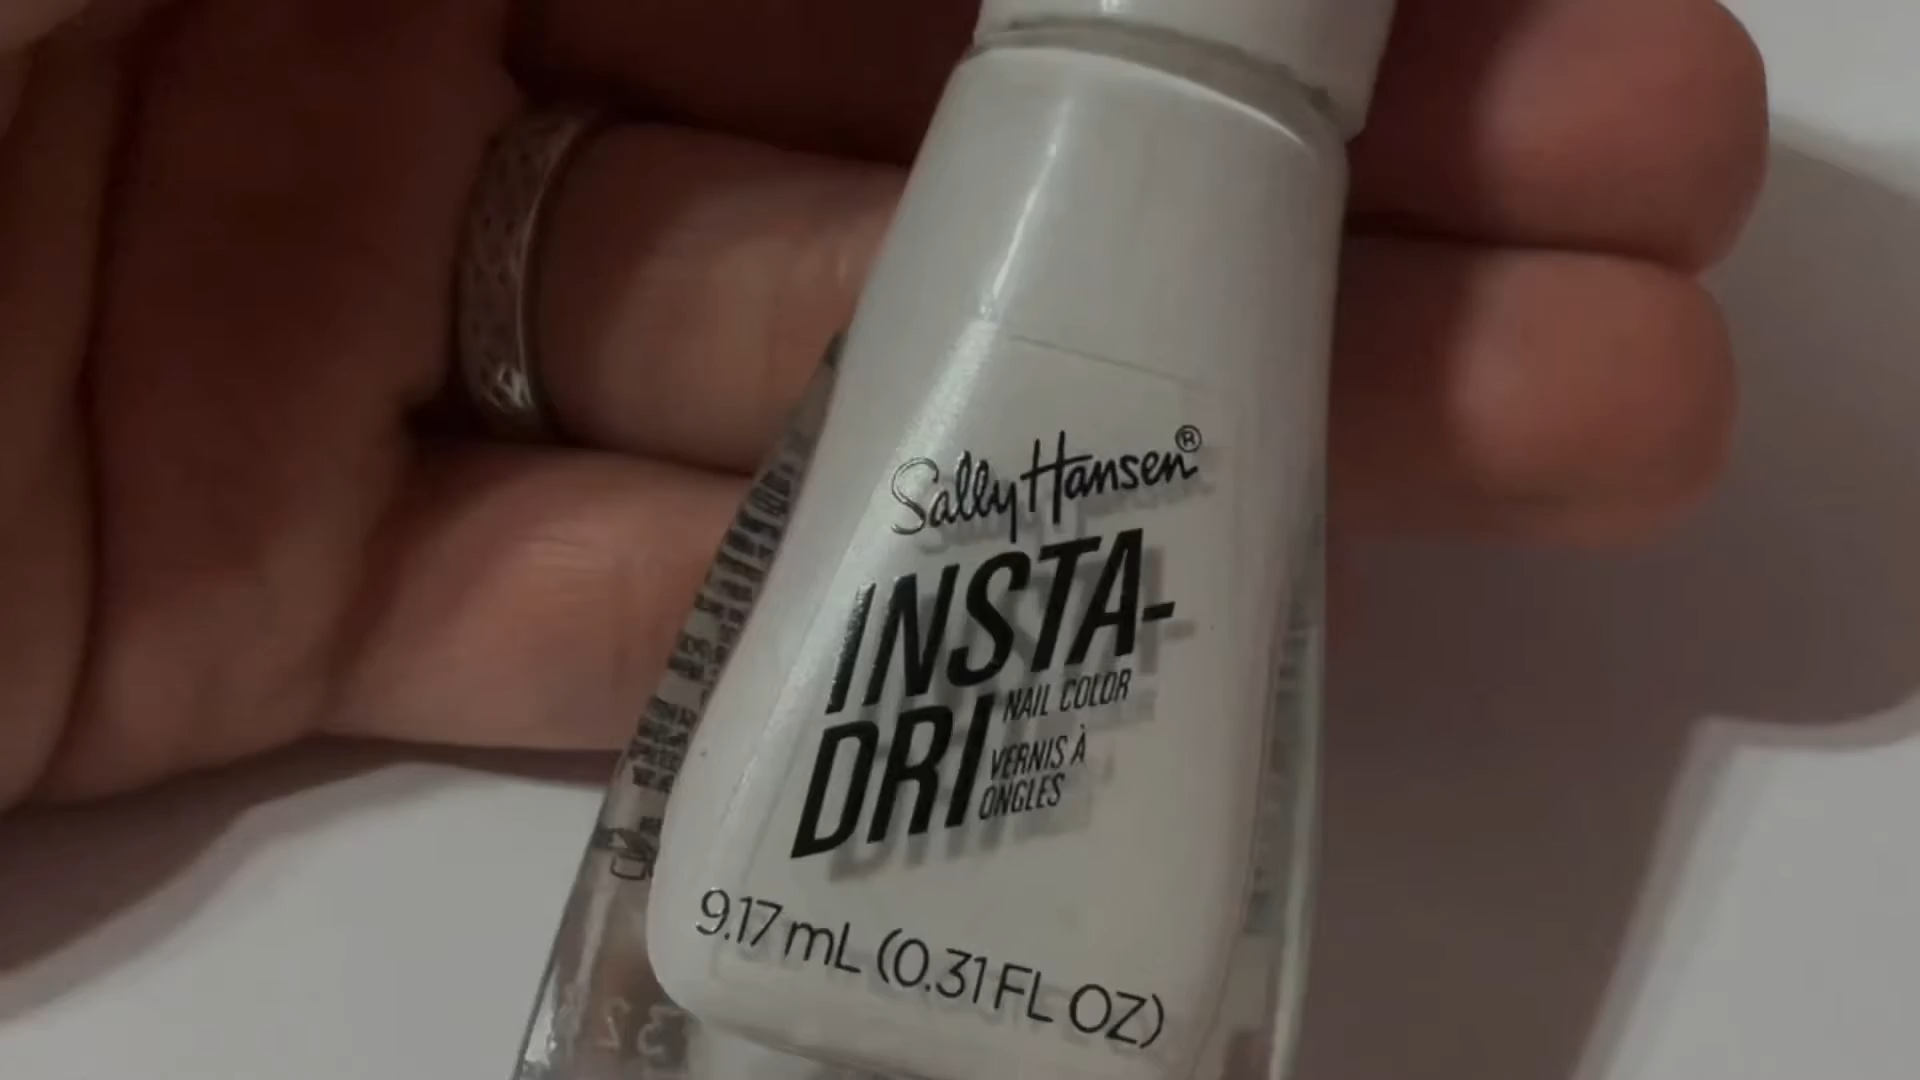 Sally Hansen®
INSTA-
DRI
NAIL COLOR
VERNIS À
ONGLES
9.17 mL (0.31 FL OZ)